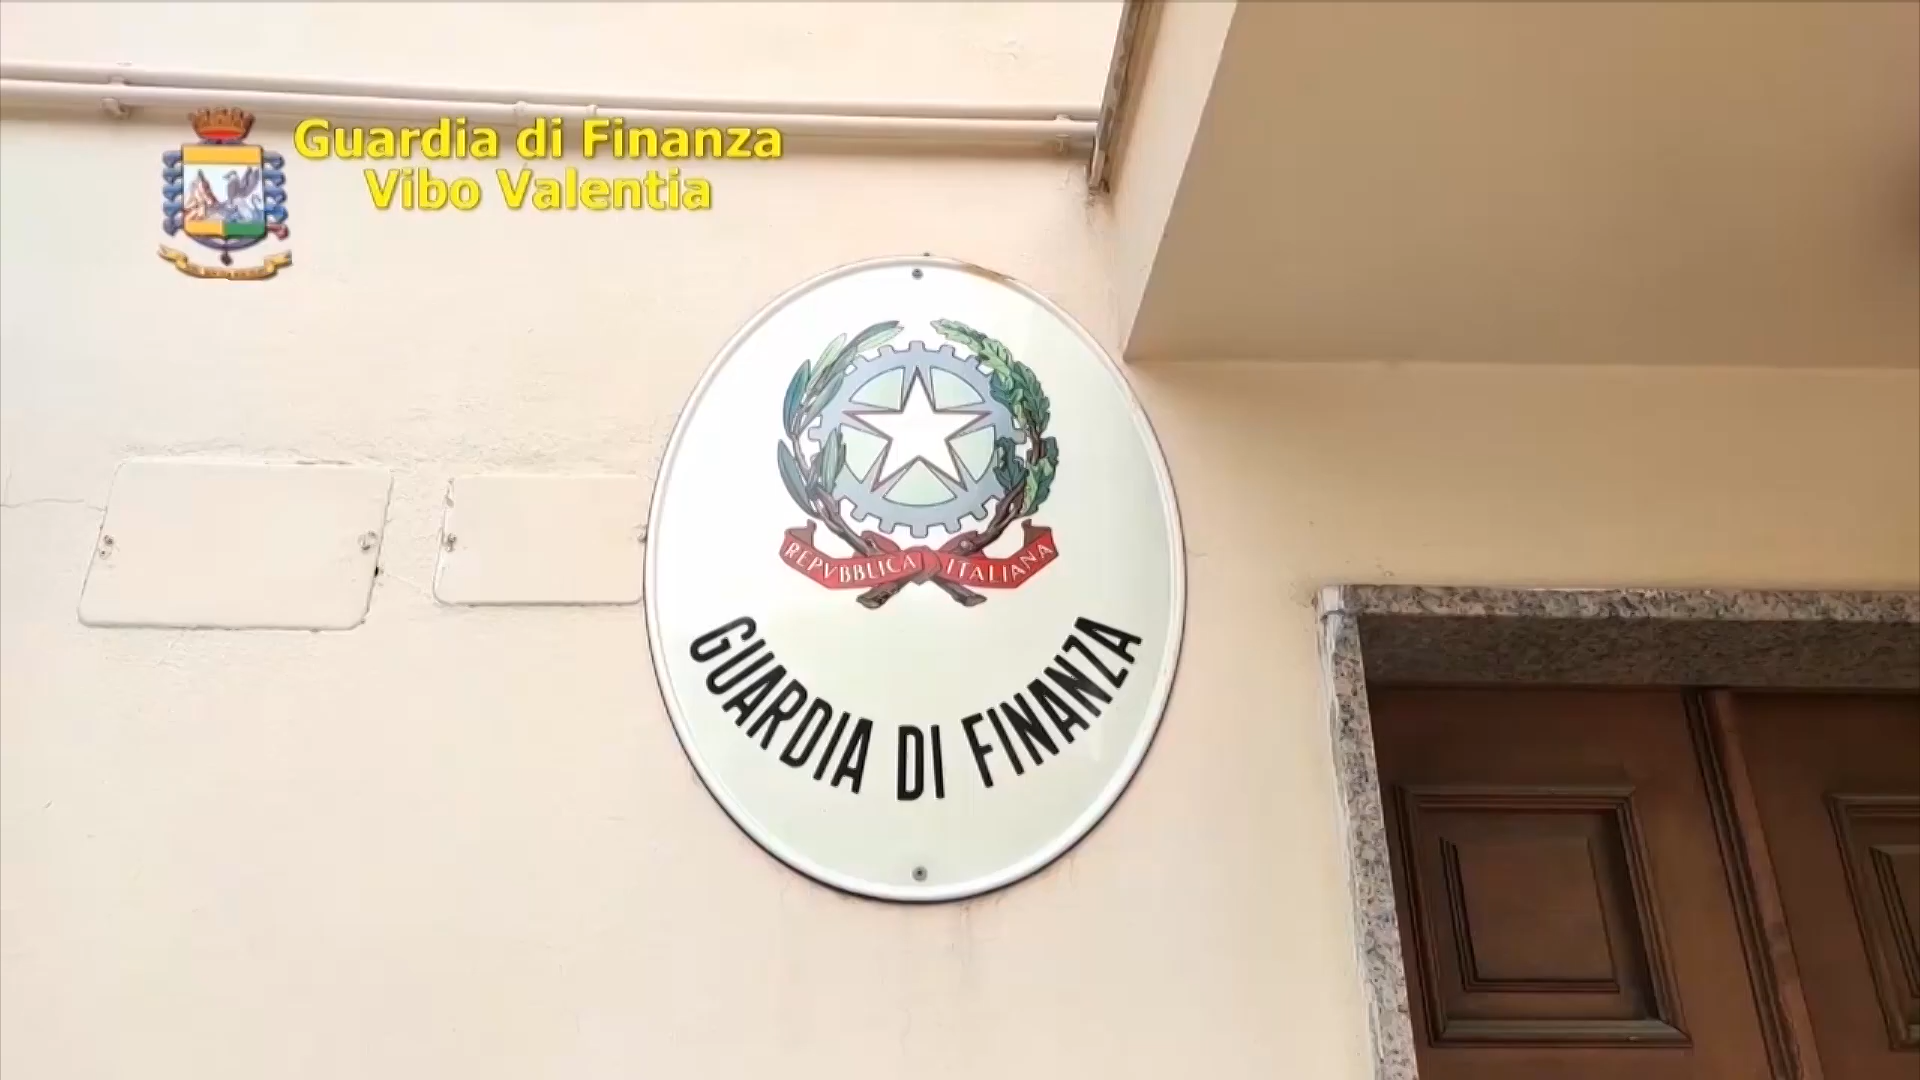 Guardia di Finanza
Vibo Valentia
REPVBBLICA ITALIANA
GUARDIA DI FINANZA